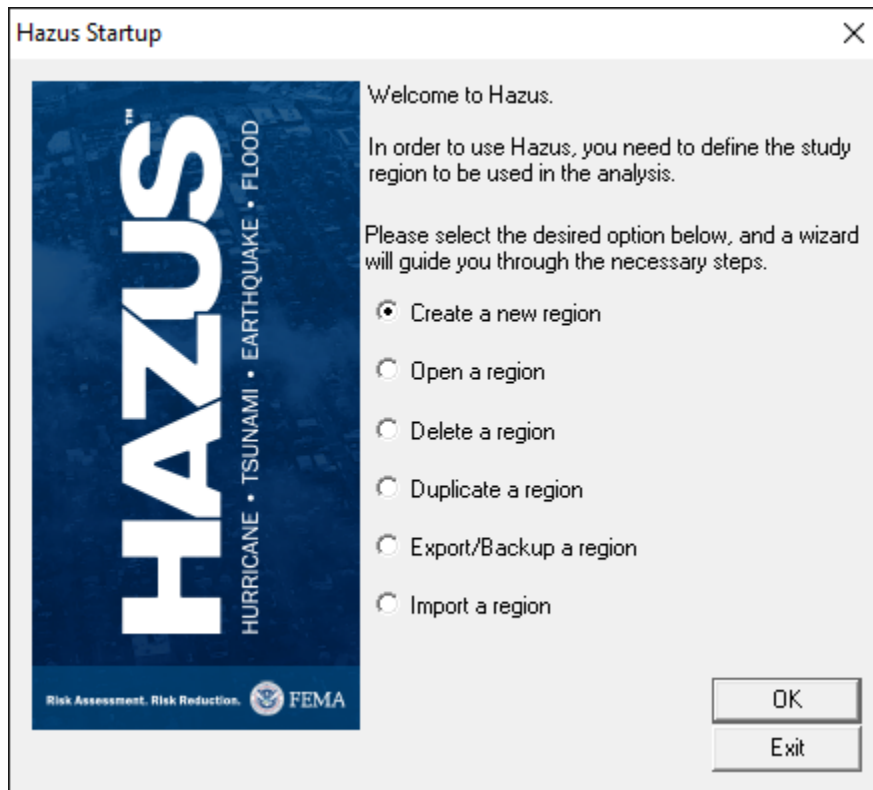 Hazus Startup
HAZUS™
HURRICANE • TSUNAMI • EARTHQUAKE • FLOOD
Risk Assessment. Risk Reduction. FEMA
Welcome to Hazus.
In order to use Hazus, you need to define the study
region to be used in the analysis.
Please select the desired option below, and a wizard
will guide you through the necessary steps.
Create a new region
Open a region
Delete a region
Duplicate a region
Export/Backup a region
Import a region
OK
Exit